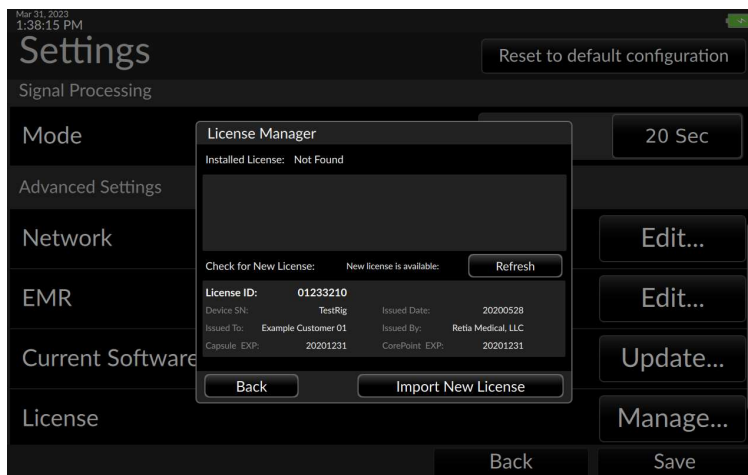 Mar 31, 2023
1:38:15 PM
Settings
Reset to default configuration
Signal Processing
Mode
20 Sec
License Manager
Installed License: Not Found
Advanced Settings
Network
Edit...
Check for New License: New license is available: Refresh
License ID: 01233210
Device SN: TestRig Issued Date: 20200528
Issued To: Example Customer 01 Issued By: Retia Medical, LLC
Capsule EXP: 20201231 CorePoint EXP: 20201231
EMR
Edit...
Current Software
Update...
Back Import New License
License
Manage...
Back Save